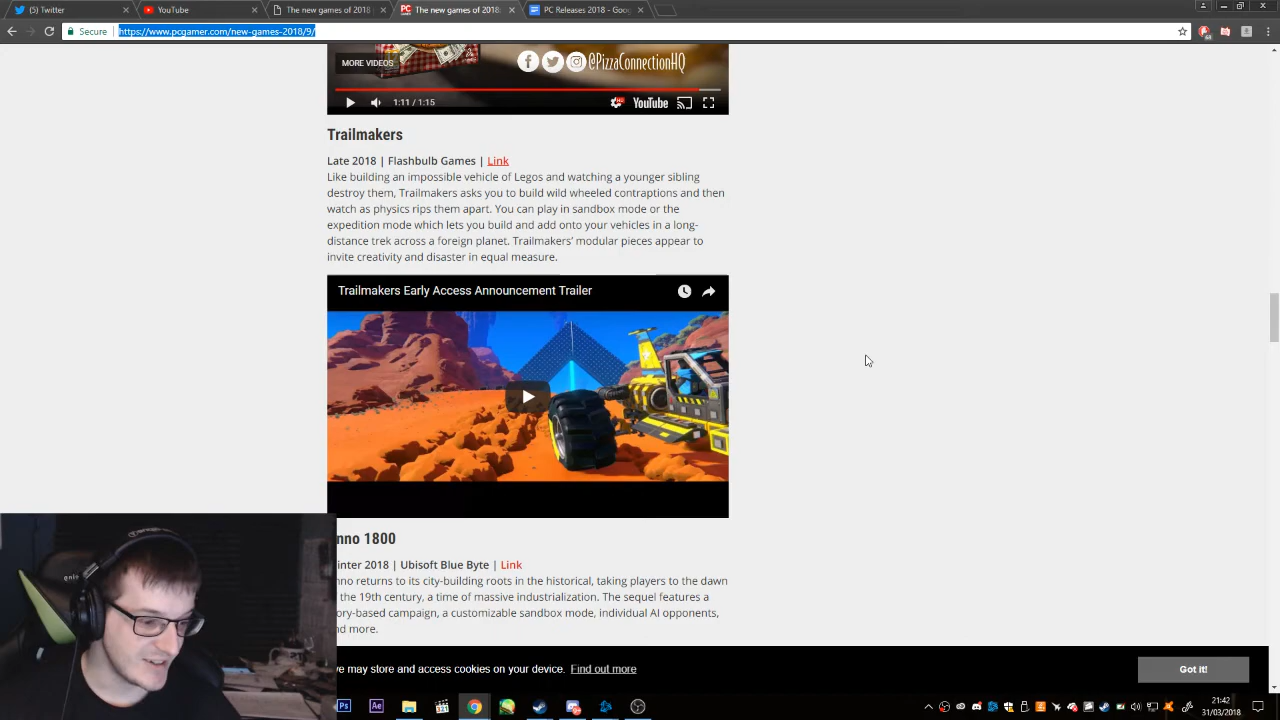 (5) Twitter
YouTube
The new games of 2018
The new games of 2018:
PC Releases 2018 - Goog
Secure
https://www.pcgamer.com/new-games-2018/9/
MORE VIDEOS
@PizzaConnectionHQ
1:11 / 1:15
YouTube
Trailmakers
Late 2018 | Flashbulb Games | Link
Like building an impossible vehicle of Legos and watching a younger sibling
destroy them, Trailmakers asks you to build wild wheeled contraptions and then
watch as physics rips them apart. You can play in sandbox mode or the
expedition mode which lets you build and add onto your vehicles in a long-
distance trek across a foreign planet. Trailmakers' modular pieces appear to
invite creativity and disaster in equal measure.
Trailmakers Early Access Announcement Trailer
nno 1800
inter 2018 | Ubisoft Blue Byte | Link
nno returns to its city-building roots in the historical, taking players to the dawn
the 19th century, a time of massive industrialization. The sequel features a
ory-based campaign, a customizable sandbox mode, individual AI opponents,
nd more.
we may store and access cookies on your device. Find out more
Got it!
21:42
31/03/2018